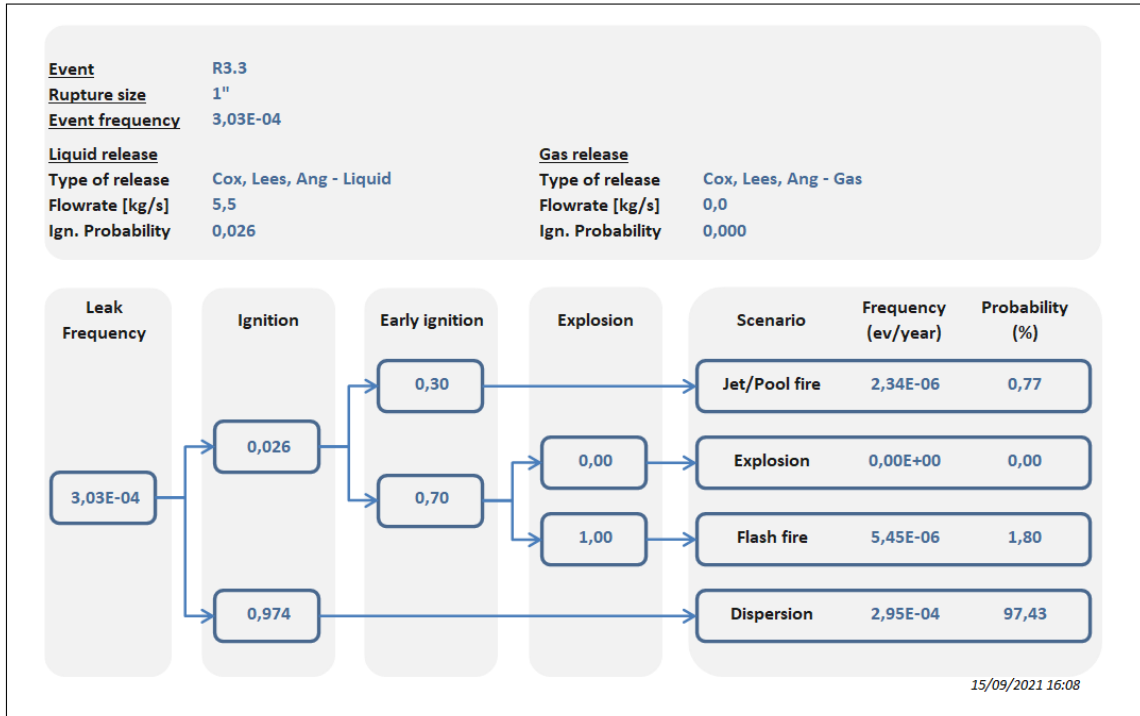 Event R3.3
Rupture size 1"
Event frequency 3,03E-04
Liquid release Gas release
Type of release Cox, Lees, Ang - Liquid Type of release Cox, Lees, Ang - Gas
Flowrate [kg/s] 5,5 Flowrate [kg/s] 0,0
Ign. Probability 0,026 Ign. Probability 0,000
Leak Frequency
Ignition
Early ignition
Explosion
Scenario
Frequency (ev/year)
Probability (%)
0,30
Jet/Pool fire 2,34E-06 0,77
0,026
0,00
Explosion 0,00E+00 0,00
3,03E-04
0,70
1,00
Flash fire 5,45E-06 1,80
0,974
Dispersion 2,95E-04 97,43
15/09/2021 16:08